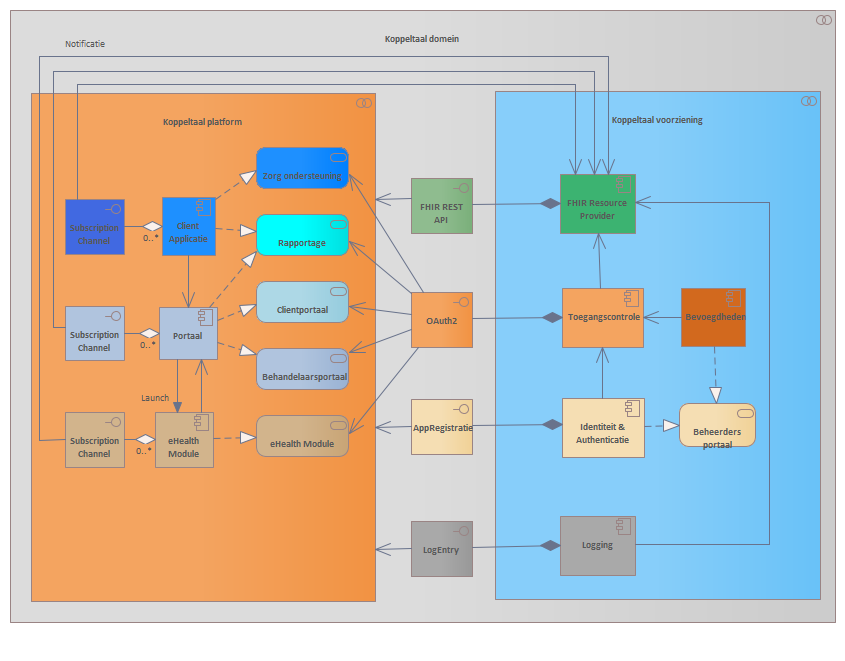 Koppeltaal domein
Notificatie
Koppeltaal platform
Koppeltaal voorziening
Zorg ondersteuning
Subscription
Channel
0..*
Client
Applicatie
Rapportage
FHIR REST
API
FHIR Resource
Provider
Subscription
Channel
0..*
Portaal
Clientportaal
OAuth2
Toegangscontrole
Bevoegdheden
Behandelaarsportaal
Launch
Subscription
Channel
0..*
eHealth
Module
eHealth Module
AppRegistratie
Identiteit &
Authenticatie
Beheerders
portaal
LogEntry
Logging